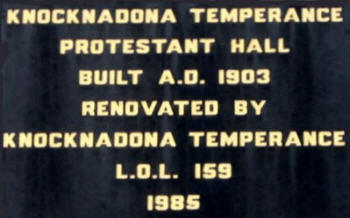 KNOCKNADONA TEMPERANCE
PROTESTANT HALL
BUILT A.D. 1903
RENOVATED BY
KNOCKNADONA TEMPERANCE
L.O.L. 159
1985